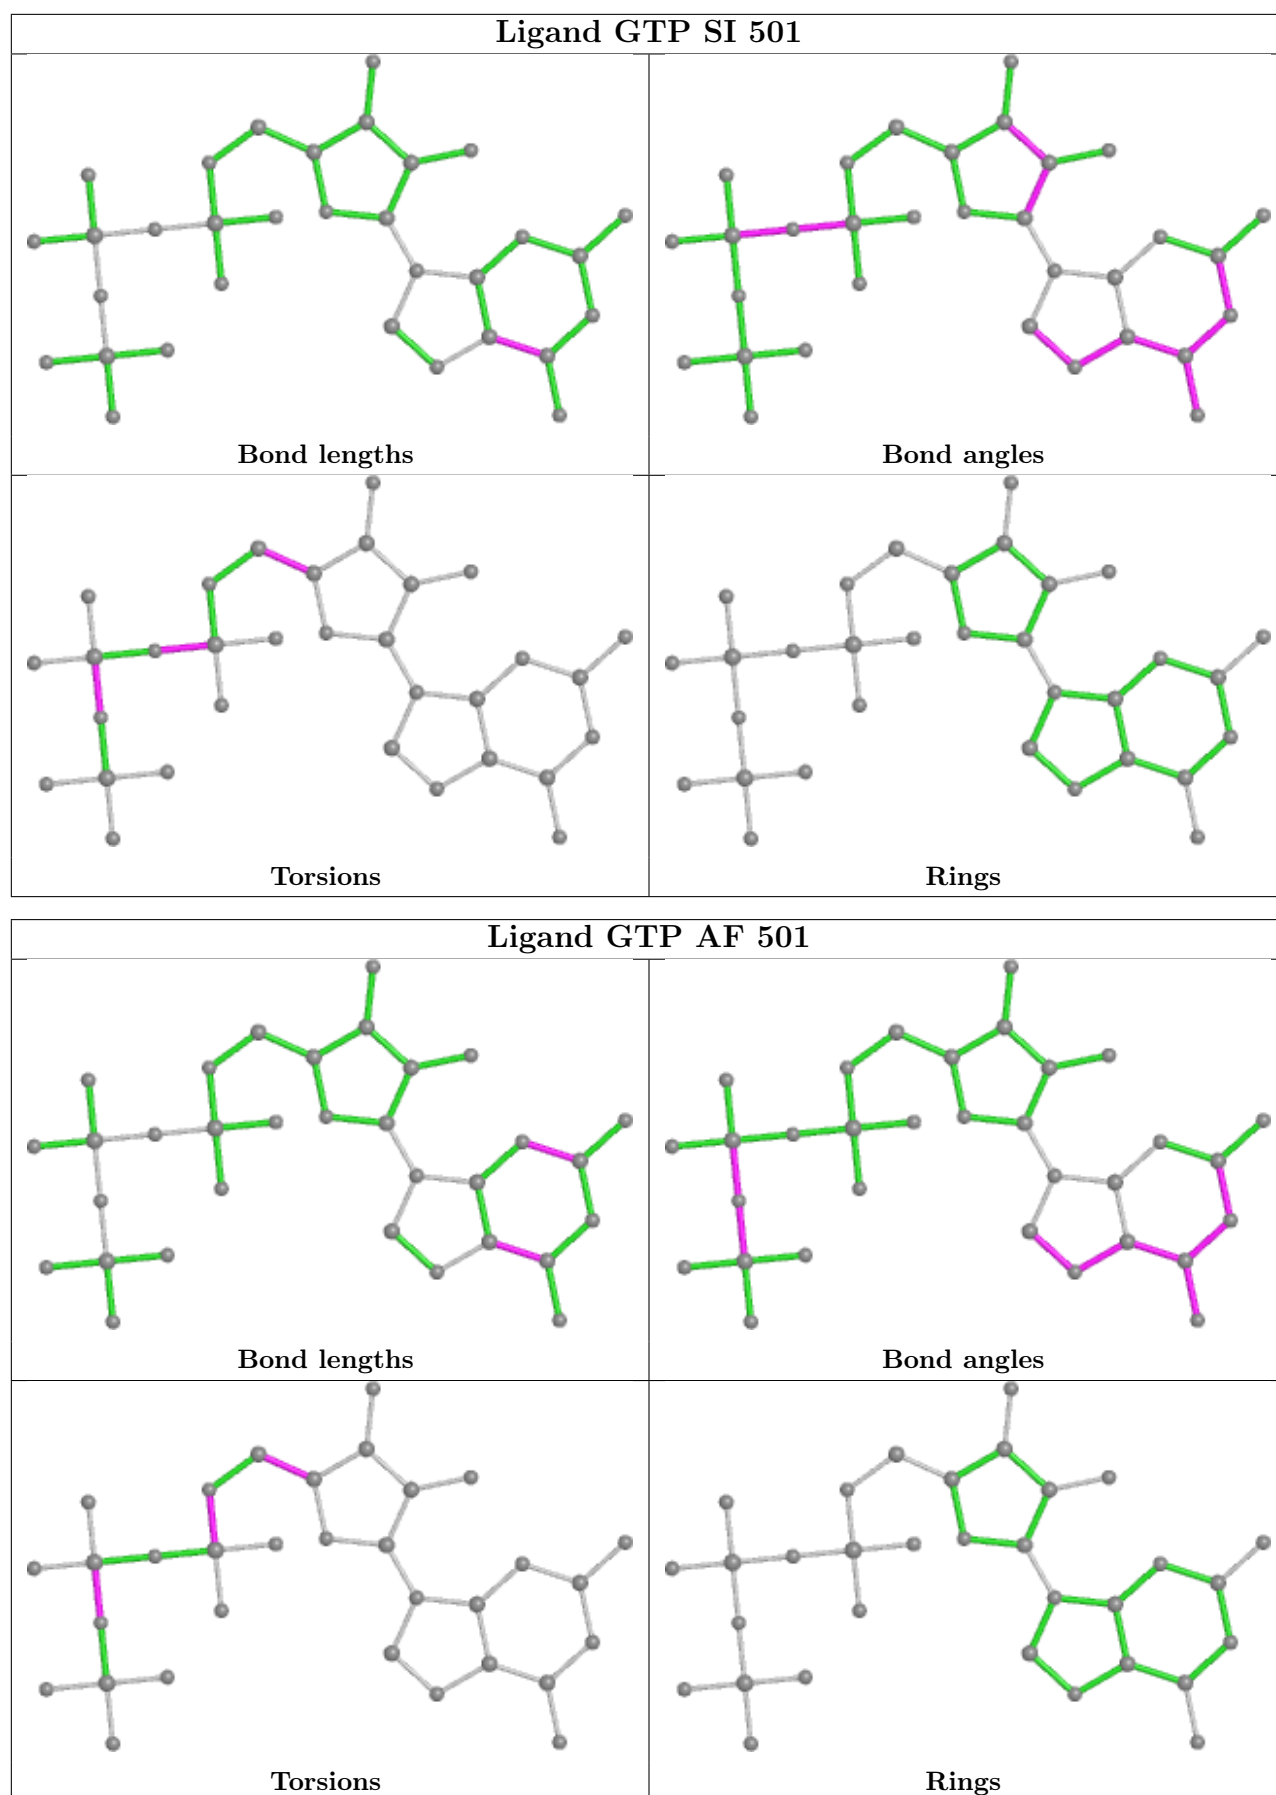 Ligand GTP SI 501
Bond lengths
Bond angles
Torsions
Rings
Ligand GTP AF 501
Bond lengths
Bond angles
Torsions
Rings